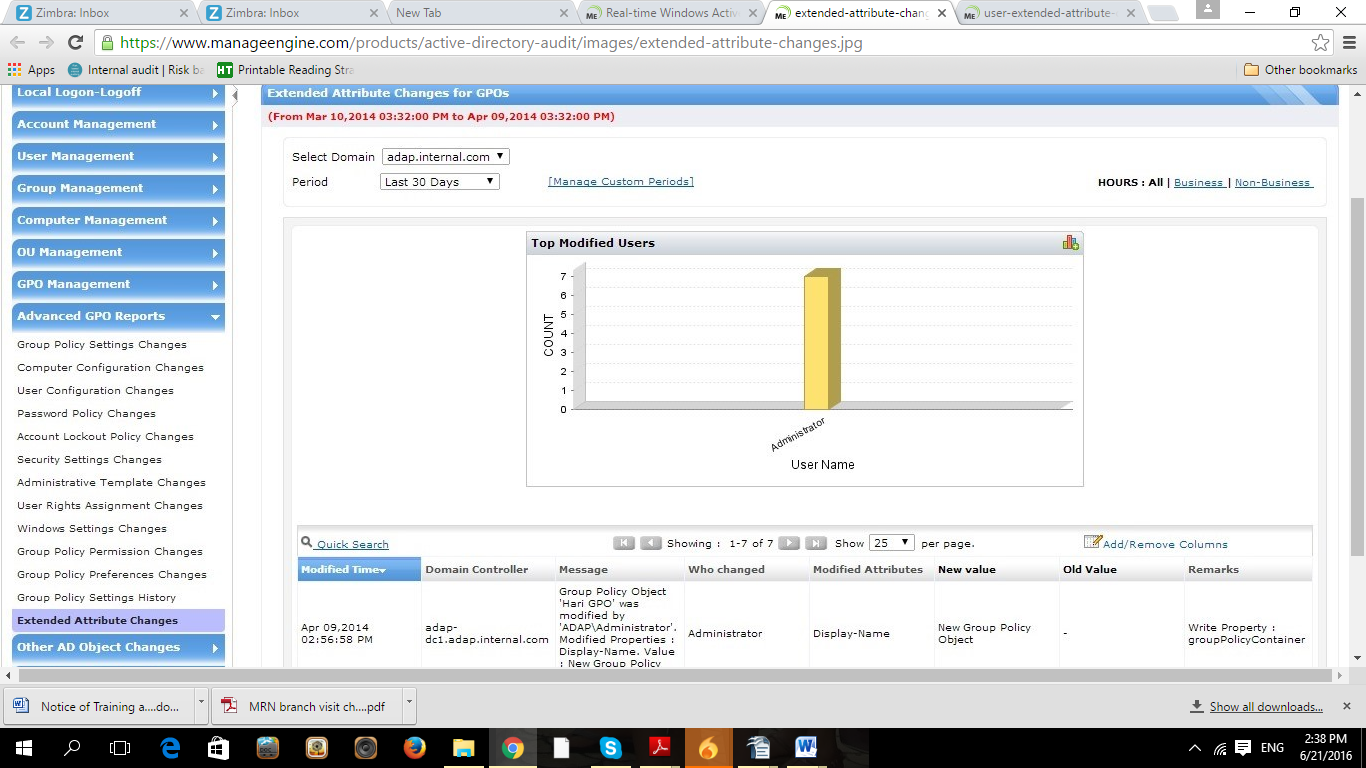 Zimbra: Inbox
Zimbra: Inbox
New Tab
Real-time Windows Activ
extended-attribute-chan
user-extended-attribute-
https://www.manageengine.com/products/active-directory-audit/images/extended-attribute-changes.jpg
Apps
Internal audit | Risk ba
HT
Printable Reading Stra
Other bookmarks
Local Logon-Logoff
Account Management
User Management
Group Management
Computer Management
OU Management
GPO Management
Advanced GPO Reports
Group Policy Settings Changes
Computer Configuration Changes
User Configuration Changes
Password Policy Changes
Account Lockout Policy Changes
Security Settings Changes
Administrative Template Changes
User Rights Assignment Changes
Windows Settings Changes
Group Policy Permission Changes
Group Policy Preferences Changes
Group Policy Settings History
Extended Attribute Changes
Other AD Object Changes
Extended Attribute Changes for GPOs
(From Mar 10,2014 03:32:00 PM to Apr 09,2014 03:32:00 PM)
Select Domain adap.internal.com
Period Last 30 Days [Manage Custom Periods]
HOURS : All | Business | Non-Business
Top Modified Users
7
6
5
4
3
2
1
0
COUNT
Administrator
User Name
Quick Search
Showing : 1-7 of 7
Show 25 per page.
Add/Remove Columns
Modified Time
Domain Controller
Message
Who changed
Modified Attributes
New value
Old Value
Remarks
Apr 09,2014
02:56:58 PM
adap-
dc1.adap.internal.com
Group Policy Object
'Hari GPO' was
modified by
'ADAP\Administrator'.
Modified Properties :
Display-Name. Value
: New Group Policy
Administrator
Display-Name
New Group Policy
Object
-
Write Property :
groupPolicyContainer
Notice of Training a....do...
MRN branch visit ch....pdf
Show all downloads...
ENG
2:38 PM
6/21/2016